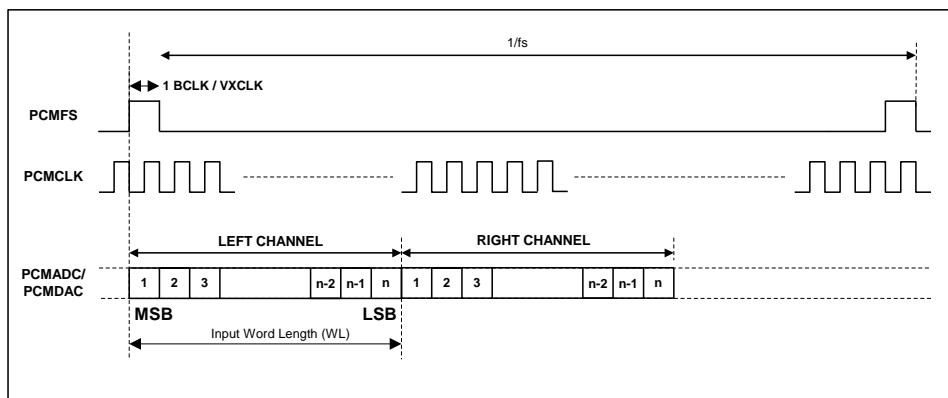 1/fs
1 BCLK / VXCLK
PCMFS
PCMCLK
LEFT CHANNEL
RIGHT CHANNEL
PCMADC/
PCMDAC
1 2 3 n-2 n-1 n 1 2 3 n-2 n-1 n
MSB LSB
Input Word Length (WL)